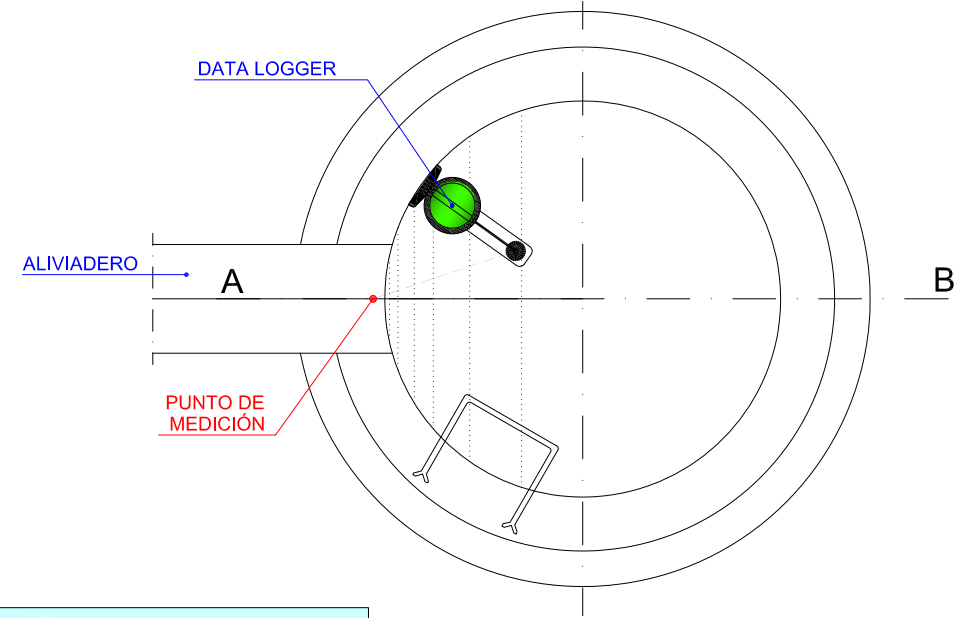 DATA LOGGER
ALIVIADERO
A
B
PUNTO DE
MEDICIÓN